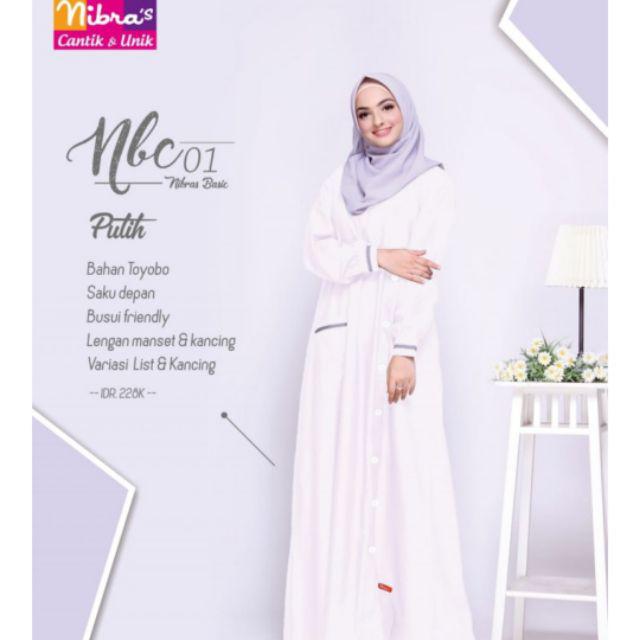 Nibra's
Cantik & Unik
Nbc 01
Nibras Basic
Putih
Bahan Toyobo
Saku depan
Busui friendly
Lengan manset & kancing
Variasi List & Kancing
-- IDR. 228K --